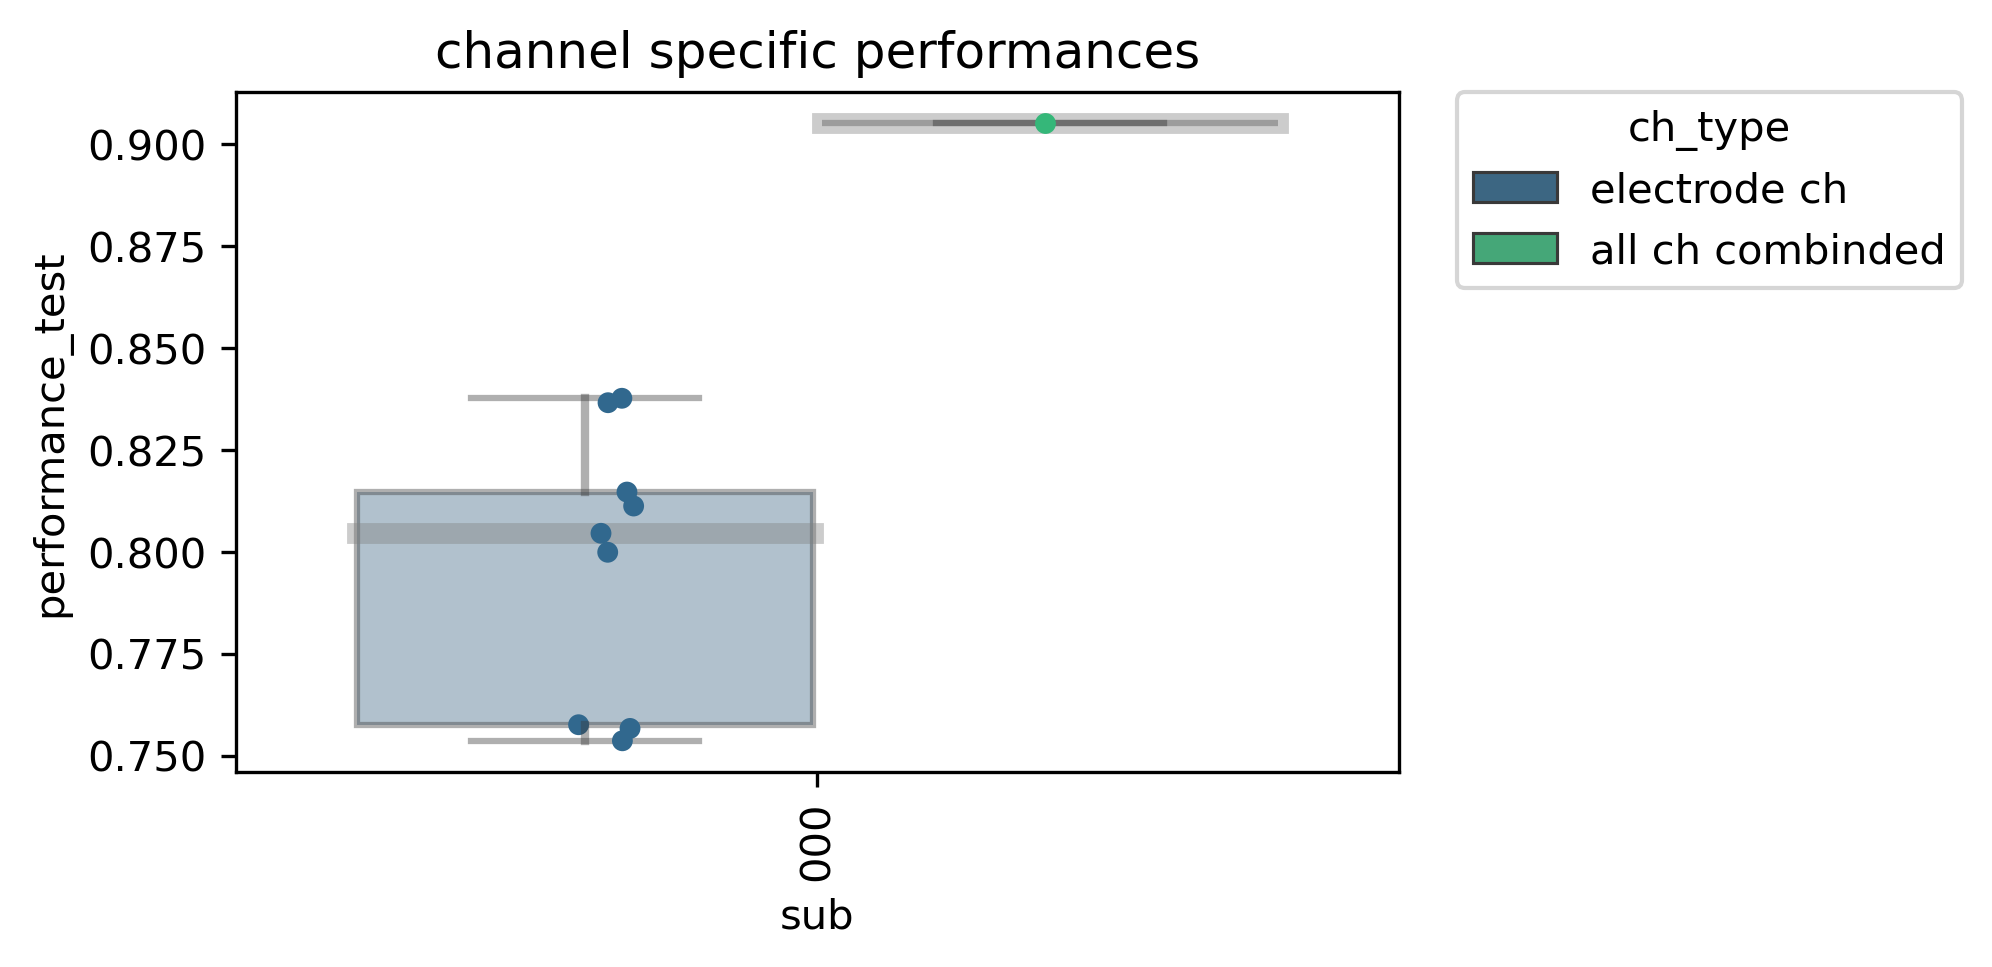 channel specific performances
performance_test
0.900
0.875
0.850
0.825
0.800
0.775
0.750
000
sub
ch_type
electrode ch
all ch combinded